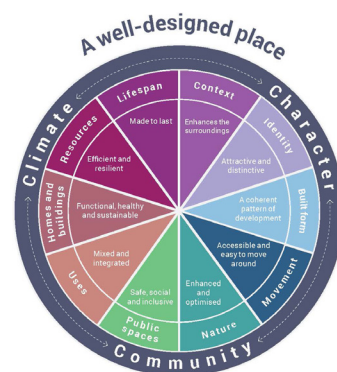 A well-designed place
Climate
Character
Community
Context
Enhances the
surroundings
Identity
Attractive and
distinctive
Built form
A coherent
pattern of
development
Movement
Accessible and
easy to move
around
Nature
Enhanced
and
optimised
Public
spaces
Safe, social
and inclusive
Uses
Mixed and
integrated
Homes and
buildings
Functional, healthy
and sustainable
Resources
Efficient and
resilient
Lifespan
Made to last